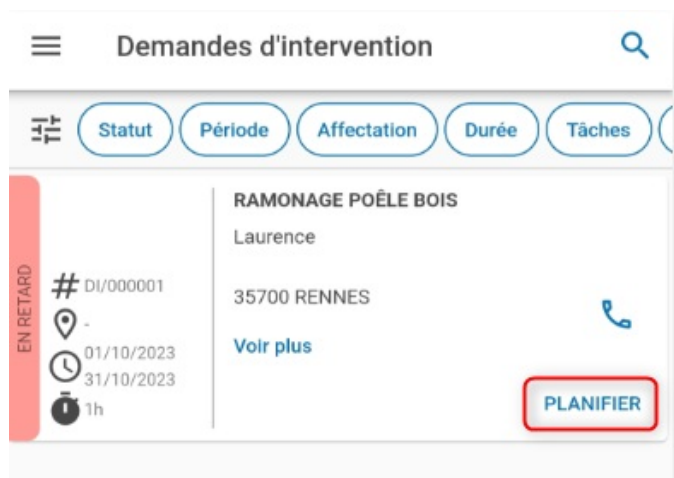 Demandes d'intervention
Statut Période Affectation Durée Tâches
EN RETARD
# DI/000001
-
01/10/2023
31/10/2023
1h
RAMONAGE POÊLE BOIS
Laurence
35700 RENNES
Voir plus
PLANIFIER